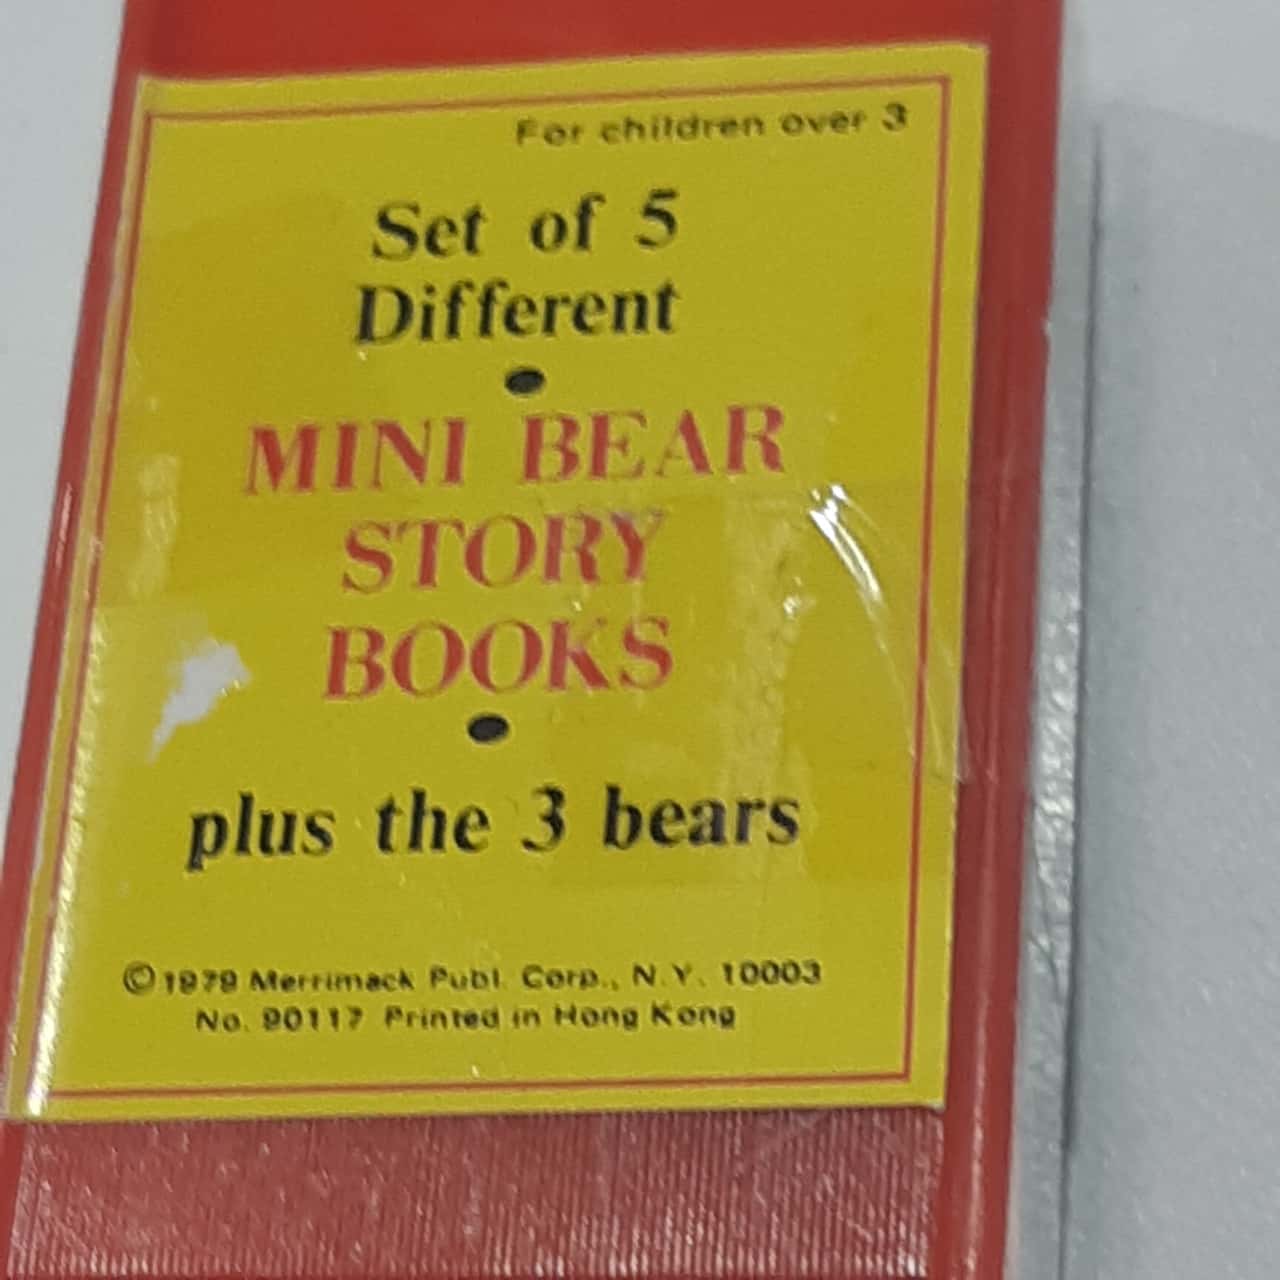 For children over 3
Set of 5
Different
•
MINI BEAR
STORY
BOOKS
•
plus the 3 bears
©1979 Merrimack Publ. Corp., N.Y. 10003
No. 90117 Printed in Hong Kong